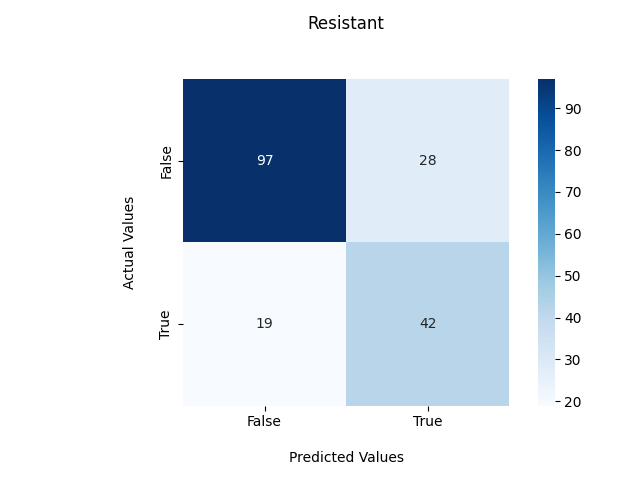 Resistant
Actual Values
False
True
97 28
19 42
False True
Predicted Values
90
80
70
60
50
40
30
20